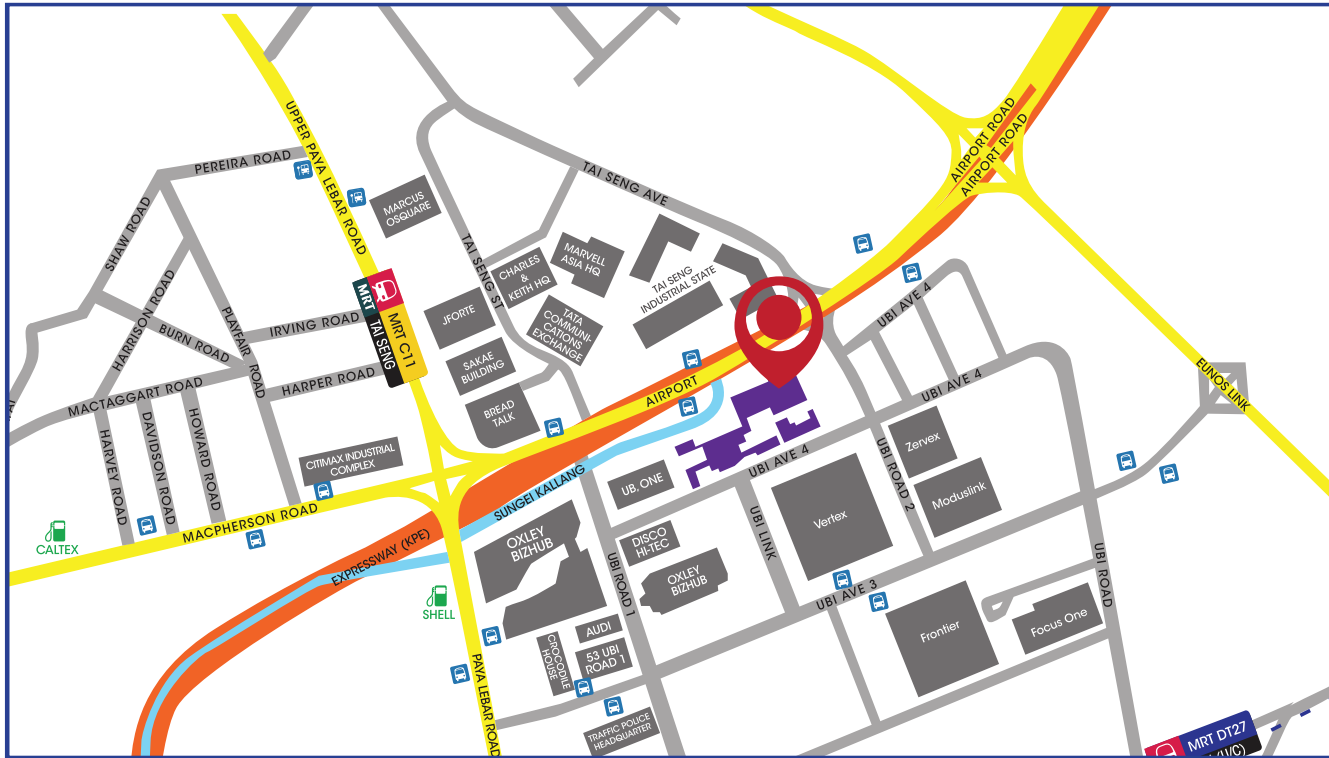 AIRPORT ROAD
AIRPORT ROAD
UPPER PAYA LEBAR ROAD
PEREIRA ROAD
TAI SENG AVE
MARCUS
OSQUARE
SHAW ROAD
TAI SENG ST
CHARLES
&
KEITH HQ
MARVELL
ASIA HQ
TAI SENG
INDUSTRIAL STATE
HARRISON ROAD
PLAYFAIR
ROAD
MRT
TAI SENG
MRT C11
JFORTE
TATA
COMMUNI-
CATIONS
EXCHANGE
UBI AVE 4
IRVING ROAD
BURN ROAD
SAKAE
BUILDING
HARPER ROAD
AIRPORT
UBI AVE 4
EUNOS LINK
MACTAGGART ROAD
BREAD
TALK
HARVEY ROAD
DAVIDSON ROAD
HOWARD ROAD
CITIMAX INDUSTRIAL
COMPLEX
UBI AVE 4
UBI ROAD 2
Zervex
UB, ONE
SUNGEI KALLANG
Moduslink
MACPHERSON ROAD
CALTEX
Vertex
UBI LINK
OXLEY
BIZHUB
DISCO
HI-TEC
EXPRESSWAY (KPE)
OXLEY
BIZHUB
UBI ROAD 1
UBI AVE 3
UBI ROAD
SHELL
Frontier
Focus One
AUDI
CROCODILE
HOUSE
53 UBI
ROAD 1
PAYA LEBAR ROAD
TRAFFIC POLICE
HEADQUARTER
MRT DT27